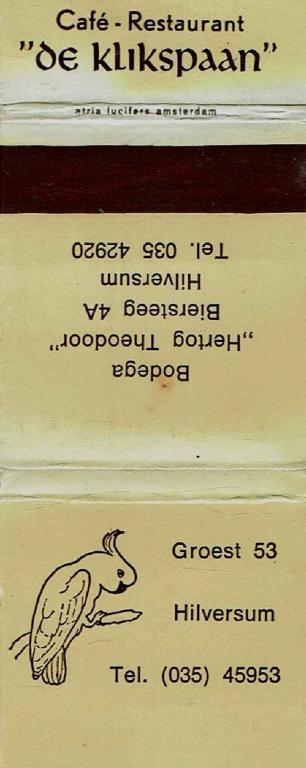 Café - Restaurant
"De klikspaan"
atria lucifers amsterdam
Bodega
„Hertog Theodoor"
Biersteeg 4A
Hilversum
Tel. 035 42920
Groest 53
Hilversum
Tel. (035) 45953